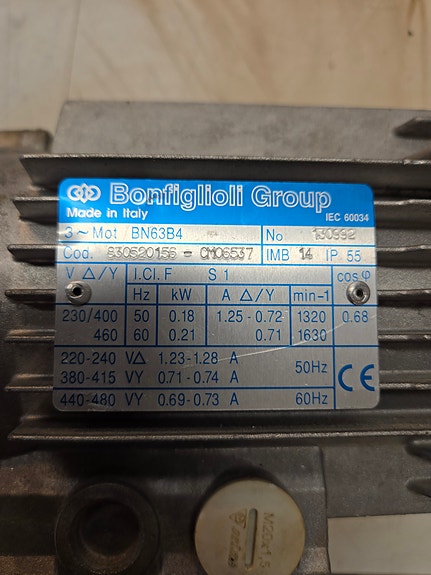 Bonfiglioli Group
Made in Italy IEC 60034
3~Mot BN63B4 No 130992
Cod. 830520156 - CM06537 IMB 14 IP 55
V △/Y I.Cl. F S 1 cos φ
Hz kW A △/Y min-1
230/400 50 0.18 1.25 - 0.72 1320 0.68
460 60 0.21 0.71 1630
220-240 V△ 1.23-1.28 A 50Hz
380-415 VY 0.71-0.74 A
440-480 VY 0.69-0.73 A 60Hz
CE
M20x1.5